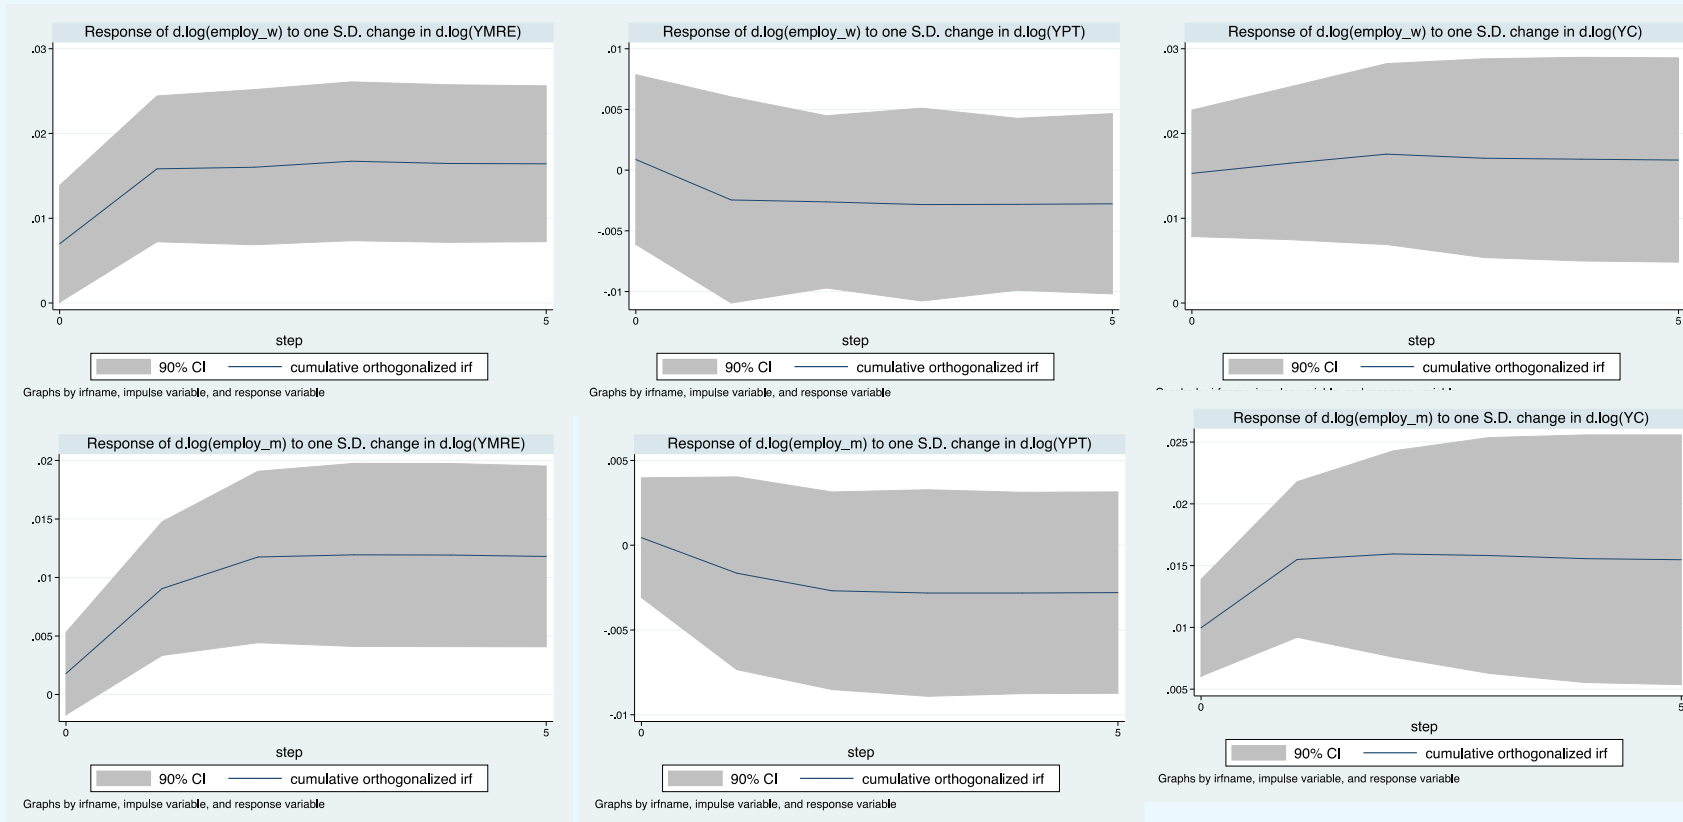 Response of d.log(employ_w) to one S.D. change in d.log(YMRE)
.03
.02
.01
0
0
5
step
90% CI
cumulative orthogonalized irf
Graphs by irfname, impulse variable, and response variable
Response of d.log(employ_w) to one S.D. change in d.log(YPT)
.01
.005
0
-.005
-.01
0
5
step
90% CI
cumulative orthogonalized irf
Graphs by irfname, impulse variable, and response variable
Response of d.log(employ_w) to one S.D. change in d.log(YC)
.03
.02
.01
0
0
5
step
90% CI
cumulative orthogonalized irf
Response of d.log(employ_m) to one S.D. change in d.log(YMRE)
.02
.015
.01
.005
0
0
5
step
90% CI
cumulative orthogonalized irf
Graphs by irfname, impulse variable, and response variable
Response of d.log(employ_m) to one S.D. change in d.log(YPT)
.005
0
-.005
-.01
0
5
step
90% CI
cumulative orthogonalized irf
Graphs by irfname, impulse variable, and response variable
Response of d.log(employ_m) to one S.D. change in d.log(YC)
.025
.02
.015
.01
.005
0
5
step
90% CI
cumulative orthogonalized irf
Graphs by irfname, impulse variable, and response variable